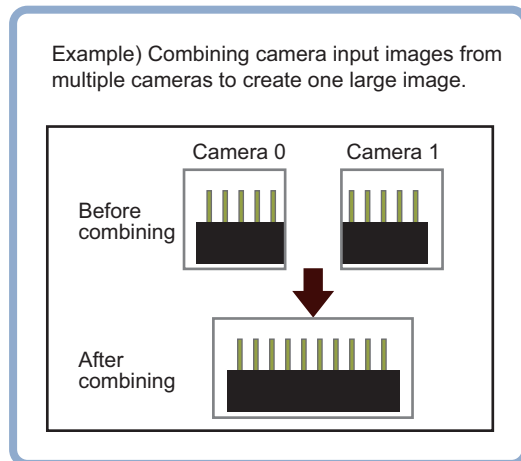 Example) Combining camera input images from
multiple cameras to create one large image.
Camera 0
Camera 1
Before
combining
After
combining